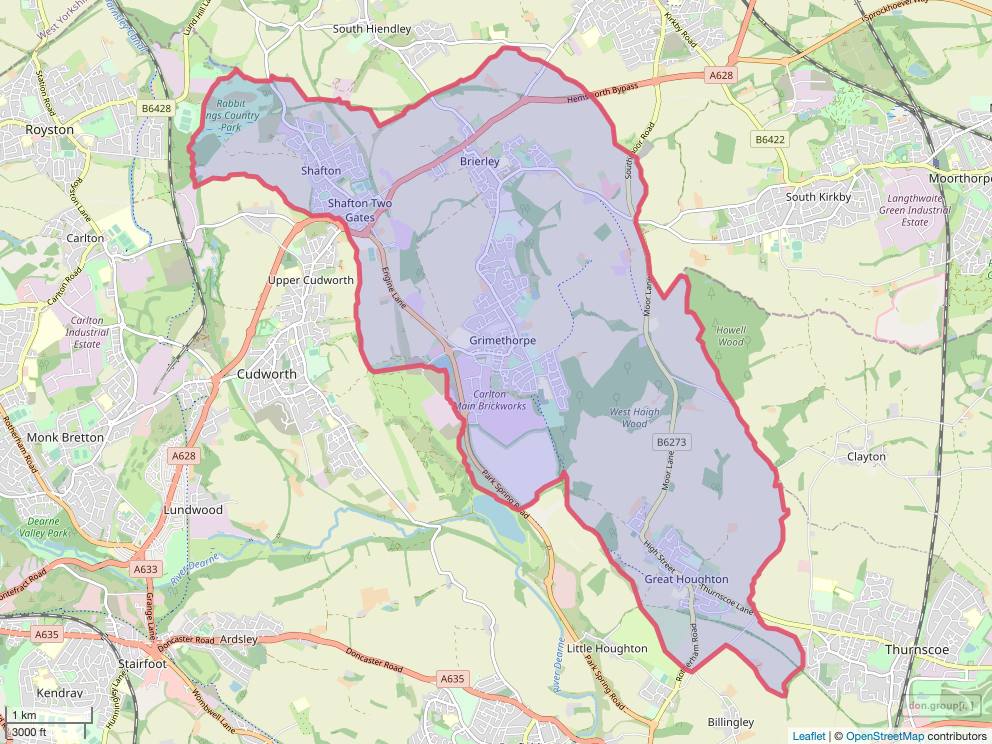 South Hiendley
Kirkby Road
(Sprockhoeveler Way
West Yorkshire
Barnsley Canal
Lund Hill Lane
Station Road
A628
Hemsworth Bypass
B6428
Rabbit
ngs Country
Park
Royston
B6422
Southmoor Road
Brierley
Shafton
Moorthorpe
Royston Lane
South Kirkby
Langthwaite
Green Industrial
Estate
Shafton Two
Gates
Carlton
Carlton Road
Upper Cudworth
Engine Lane
Moor Lane
Carlton
Industrial
Estate
Howell
Wood
Grimethorpe
Cudworth
Carlton
Main Brickworks
West Haigh
Wood
Rotherham Road
Monk Bretton
B6273
A628
Clayton
Moor Lane
Park Spring Road
Lundwood
Dearne
Valley Park
High Street
River Dearne
A633
Great Houghton
Pontefract Road
Thurnscoe Lane
Grange Lane
A635
Doncaster Road
Ardsley
Rotherham Road
Little Houghton
Thurnscoe
Stairfoot
Doncaster Road
River Dearne
Park Spring Road
A635
Kendray
Hunningley Lane
Wombwell Lane
Billingley
1 km
3000 ft
Leaflet | © OpenStreetMap contributors